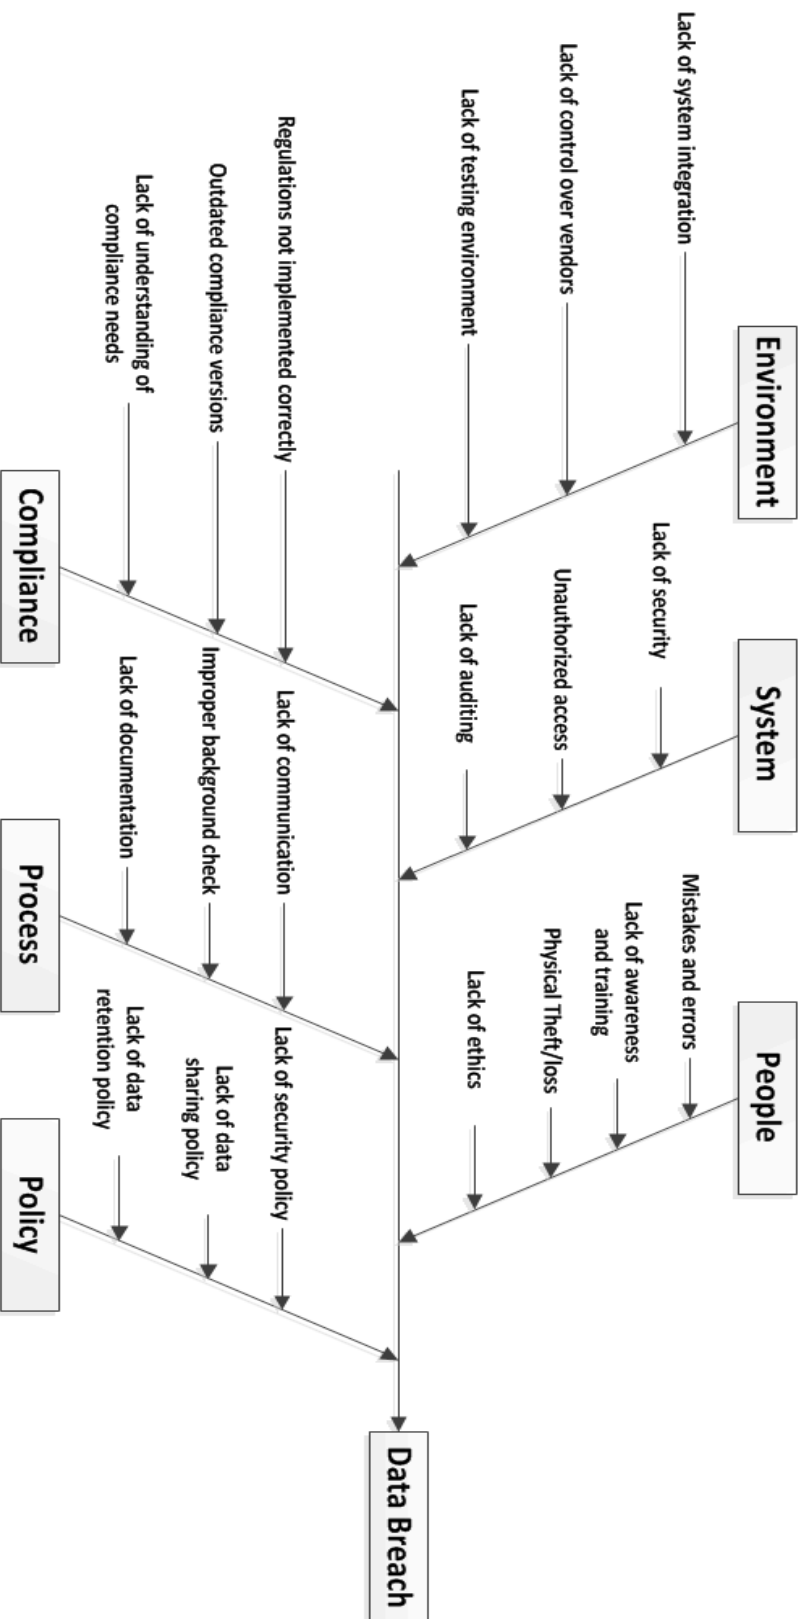 Environment
System
People
Lack of system integration
Lack of control over vendors
Lack of testing environment
Lack of security
Unauthorized access
Lack of auditing
Mistakes and errors
Lack of awareness
and training
Physical Theft/loss
Lack of ethics
Data Breach
Regulations not implemented correctly
Outdated compliance versions
Lack of understanding of
compliance needs
Lack of communication
Improper background check
Lack of documentation
Lack of security policy
Lack of data
sharing policy
Lack of data
retention policy
Compliance
Process
Policy